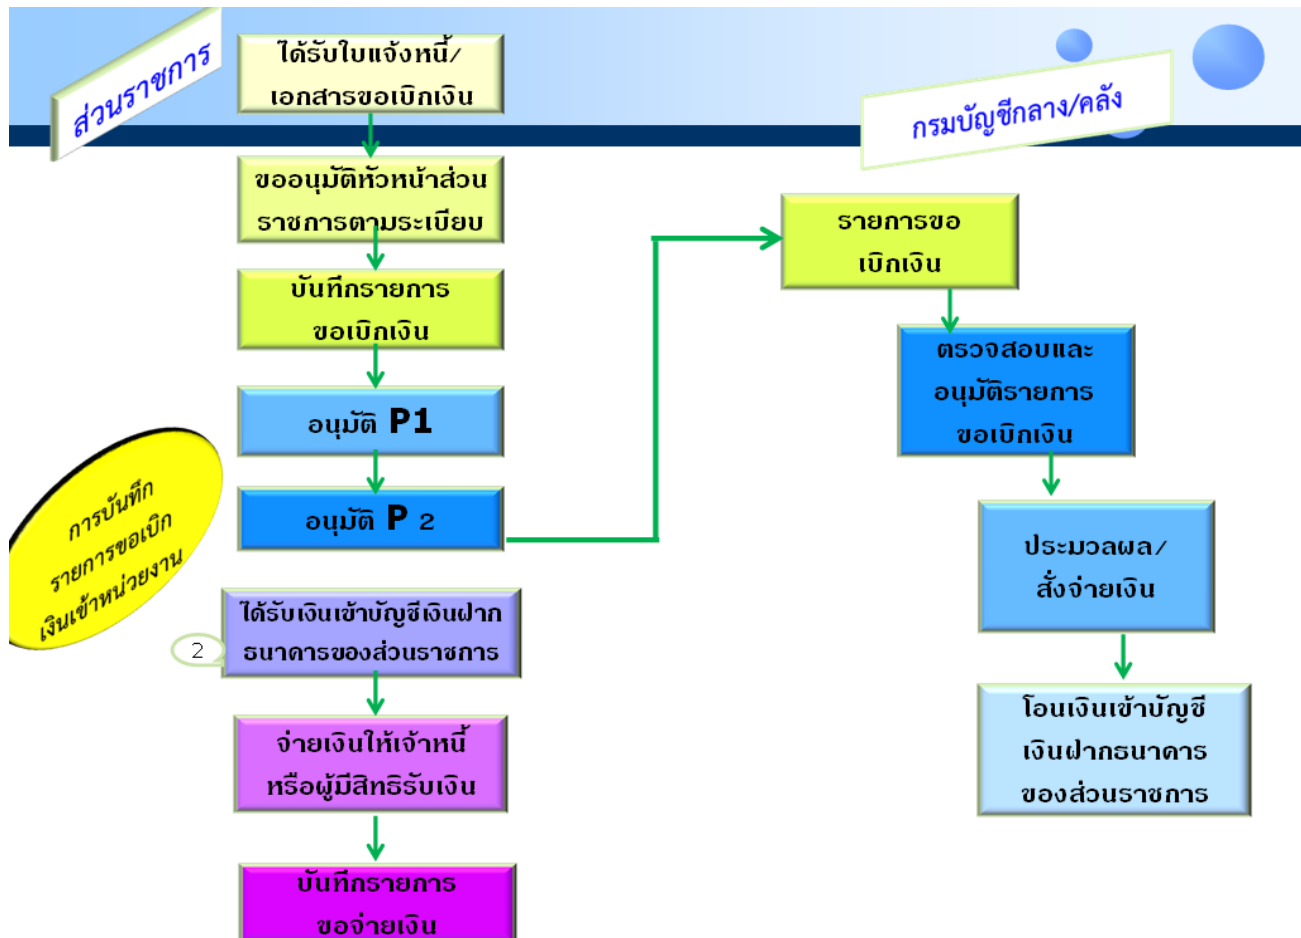 ส่วนราชการ
ได้รับใบแจ้งหนี้/
เอกสารขอเบิกเงิน
ขออนุมัติหัวหน้าส่วน
ราชการตามระเบียบ
บันทึกรายการ
ขอเบิกเงิน
อนุมัติ P1
อนุมัติ P 2
การบันทึก
รายการขอเบิก
เงินเข้าหน่วยงาน
ได้รับเงินเข้าบัญชีเงินฝาก
ธนาคารของส่วนราชการ
2
จ่ายเงินให้เจ้าหนี้
หรือผู้มีสิทธิรับเงิน
บันทึกรายการ
ขอจ่ายเงิน
กรมบัญชีกลาง/คลัง
รายการขอ
เบิกเงิน
ตรวจสอบและ
อนุมัติรายการ
ขอเบิกเงิน
ประมวลผล/
สั่งจ่ายเงิน
โอนเงินเข้าบัญชี
เงินฝากธนาคาร
ของส่วนราชการ